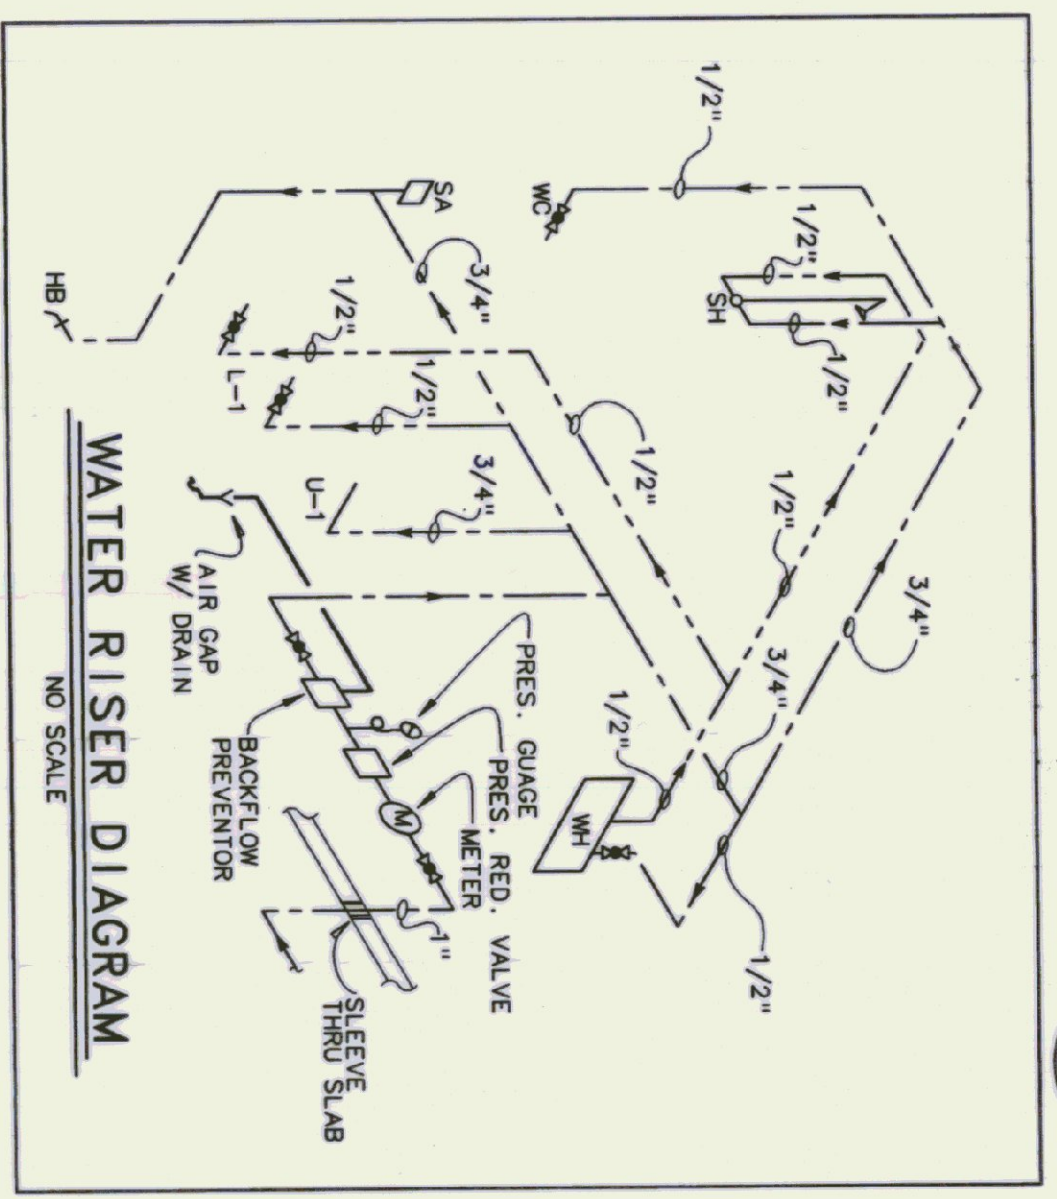 3/4"
1/2"
1/2"
1/2"
SH
1/2"
WC
1/2"
3/4"
1/2"
3/4"
SA
1/2"
1/2"
L-1
3/4"
U-1
HB
1/2"
WH
1/2"
PRES. GUAGE
PRES. RED. VALVE
METER
M
1"
AIR GAP
W/ DRAIN
BACKFLOW
PREVENTOR
SLEEVE
THRU SLAB
WATER RISER DIAGRAM
NO SCALE